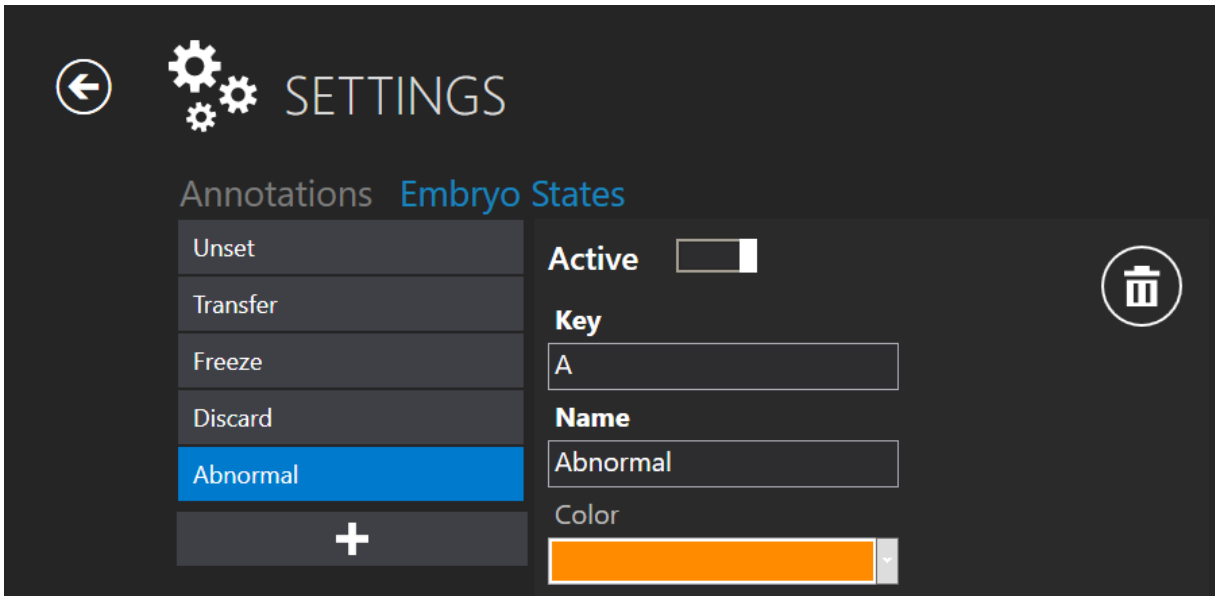 SETTINGS
Annotations Embryo States
Unset
Transfer
Freeze
Discard
Abnormal
Active
Key
A
Name
Abnormal
Color